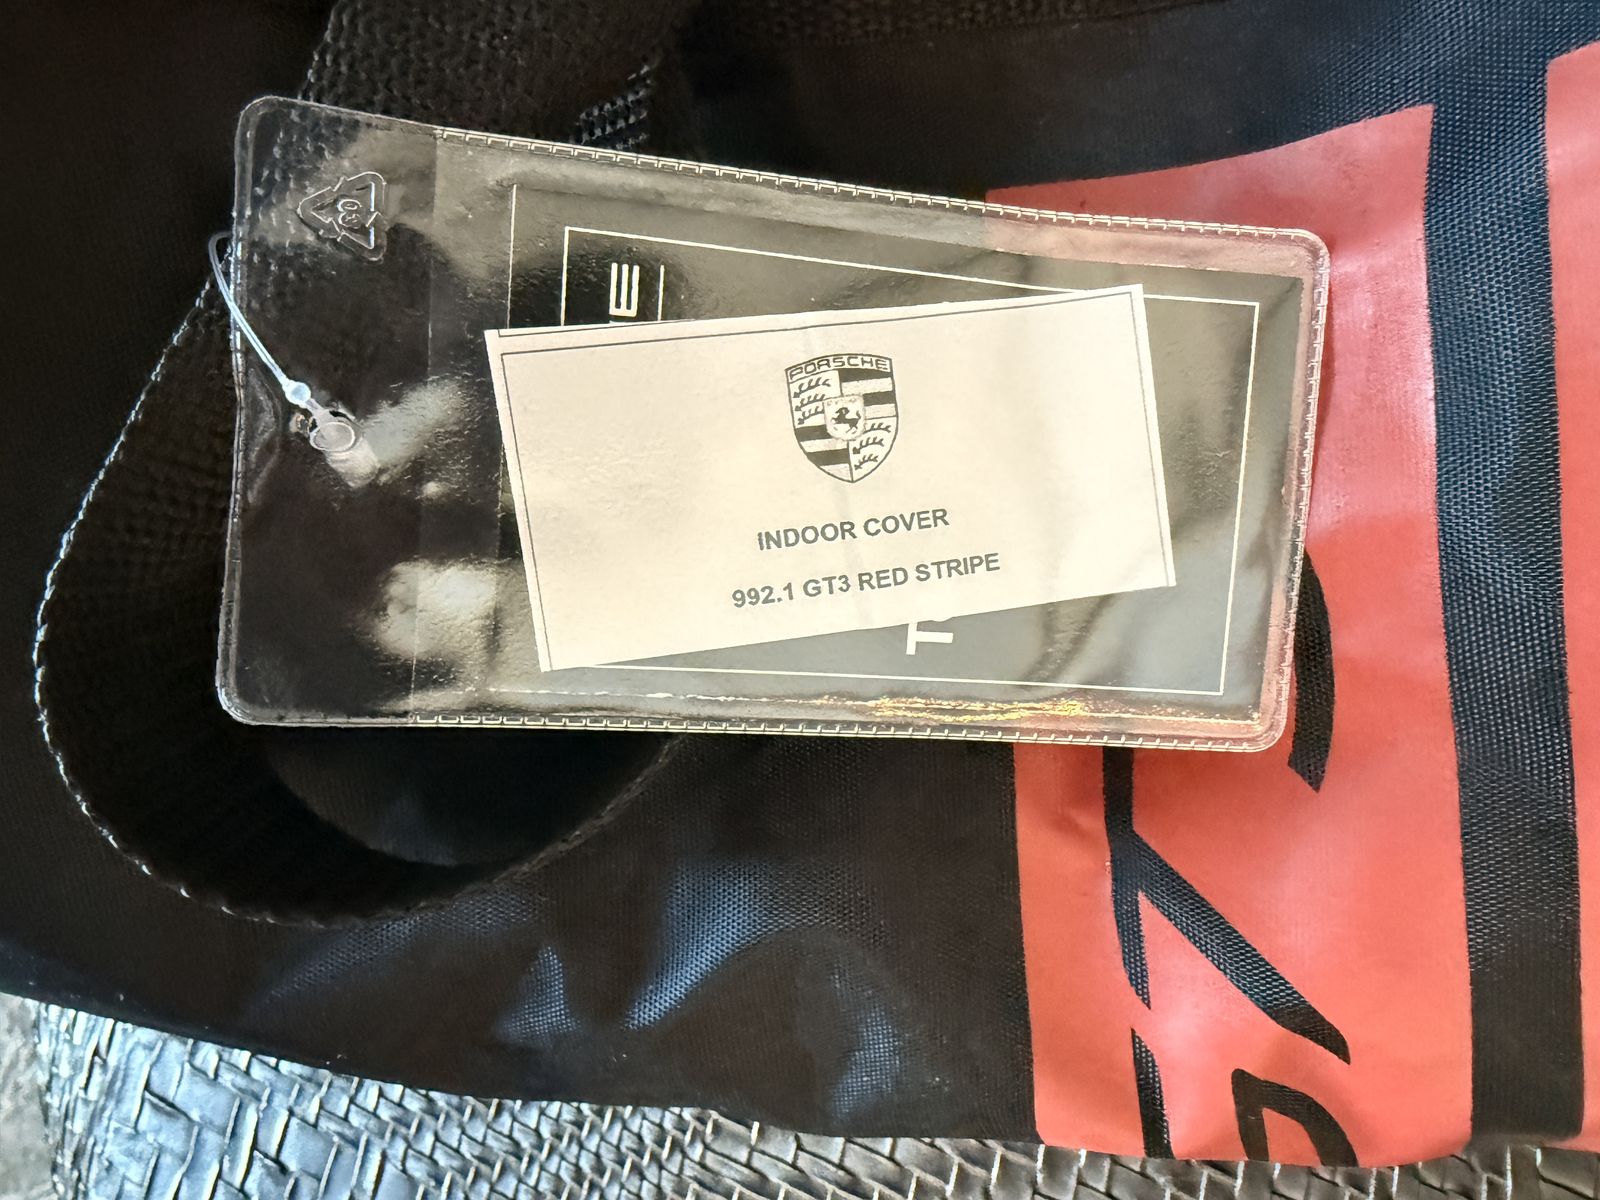 PORSCHE
INDOOR COVER
992.1 GT3 RED STRIPE